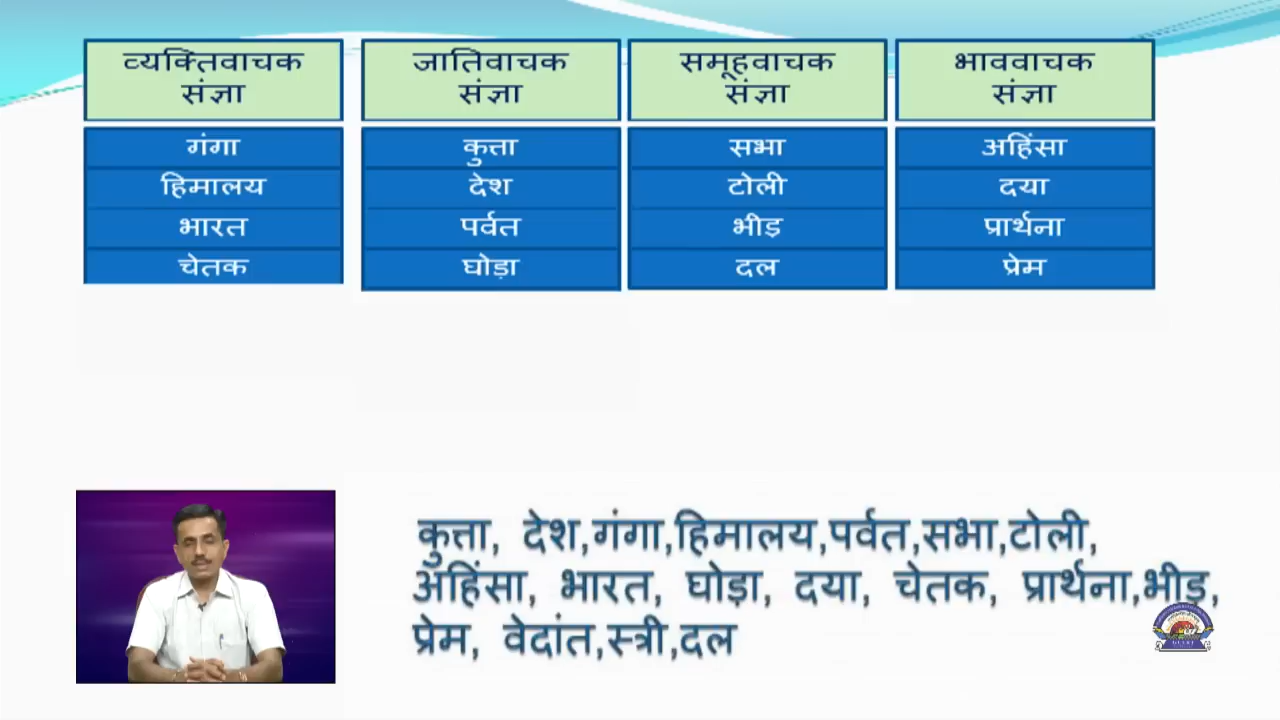 व्यक्तिवाचक संज्ञा
जातिवाचक संज्ञा
समूहवाचक संज्ञा
भाववाचक संज्ञा
गंगा
कुत्ता
सभा
अहिंसा
हिमालय
देश
टोली
दया
भारत
पर्वत
भीड़
प्रार्थना
चेतक
घोड़ा
दल
प्रेम
कुत्ता, देश,गंगा,हिमालय,पर्वत,सभा,टोली,
अहिंसा, भारत, घोड़ा, दया, चेतक, प्रार्थना,भीड़,
प्रेम, वेदांत,स्त्री,दल